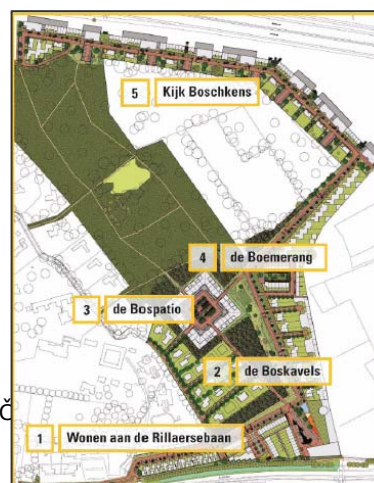 5 Kijk Boschkens
4 de Boemerang
3 de Bospatio
2 de Boskavels
1 Wonen aan de Rillaersebaan
Č